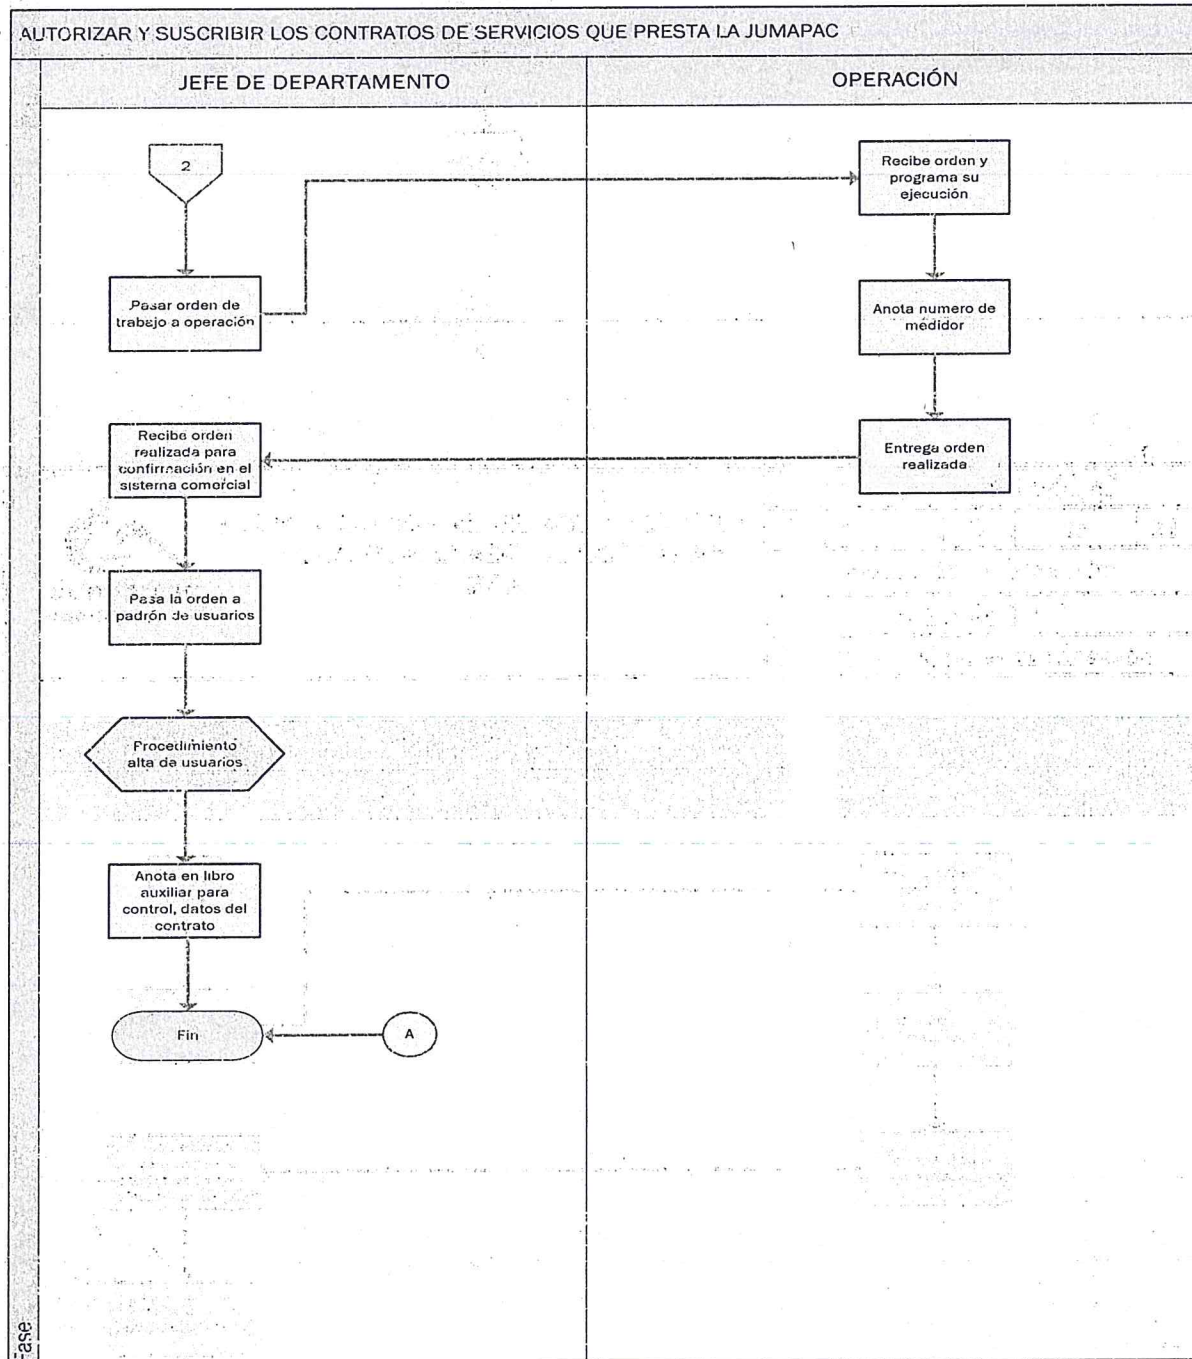 AUTORIZAR Y SUSCRIBIR LOS CONTRATOS DE SERVICIOS QUE PRESTA LA JUMAPAC
JEFE DE DEPARTAMENTO
OPERACIÓN
2
Recibe orden y
programa su
ejecución
Pasar orden de
trabajo a operación
Anota numero de
medidor
Recibe orden
realizada para
confirmación en el
sistema comercial
Entrega orden
realizada
Pasa la orden a
padrón de usuarios
Procedimiento
alta de usuarios
Anota en libro
auxiliar para
control, datos del
contrato
Fin
A
Fase